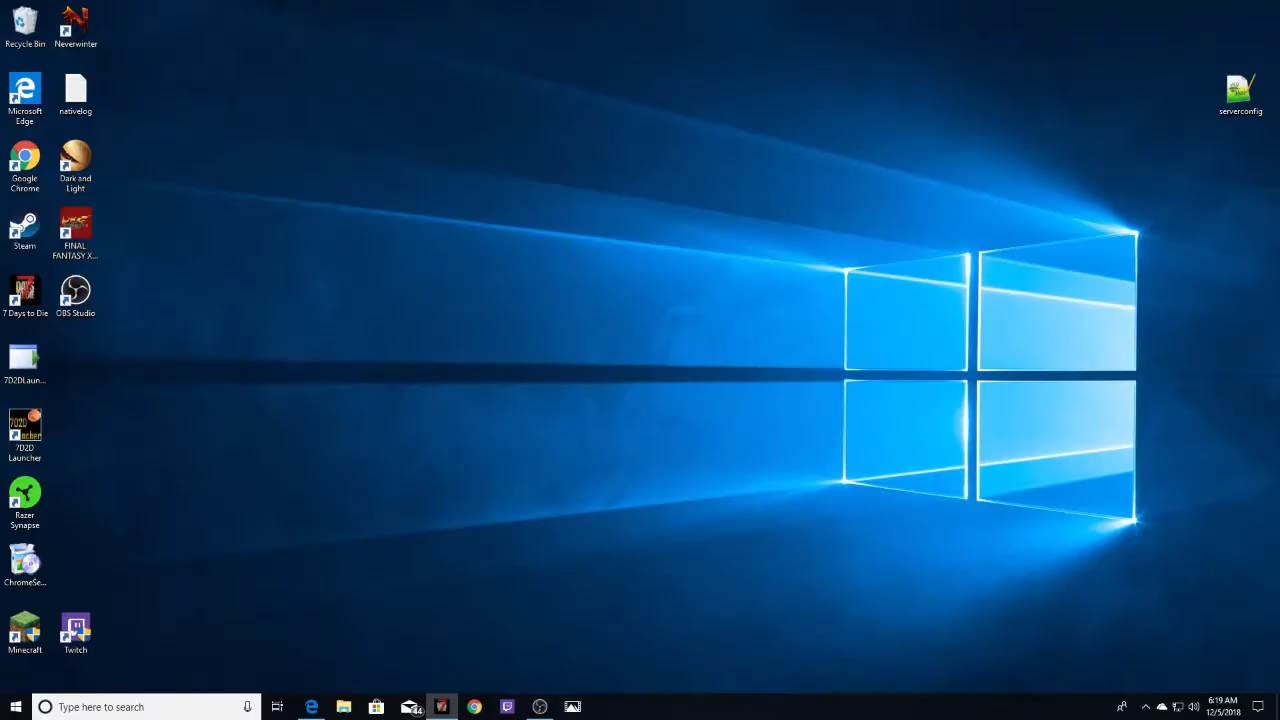 Recycle Bin
Neverwinter
Microsoft
Edge
nativelog
Google
Chrome
Dark and
Light
Steam
FINAL
FANTASY X...
7 Days to Die
OBS Studio
7D2DLaun...
7D2D
Launcher
Razer
Synapse
ChromeSe...
Minecraft
Twitch
serverconfig
Type here to search
6:19 AM
12/5/2018